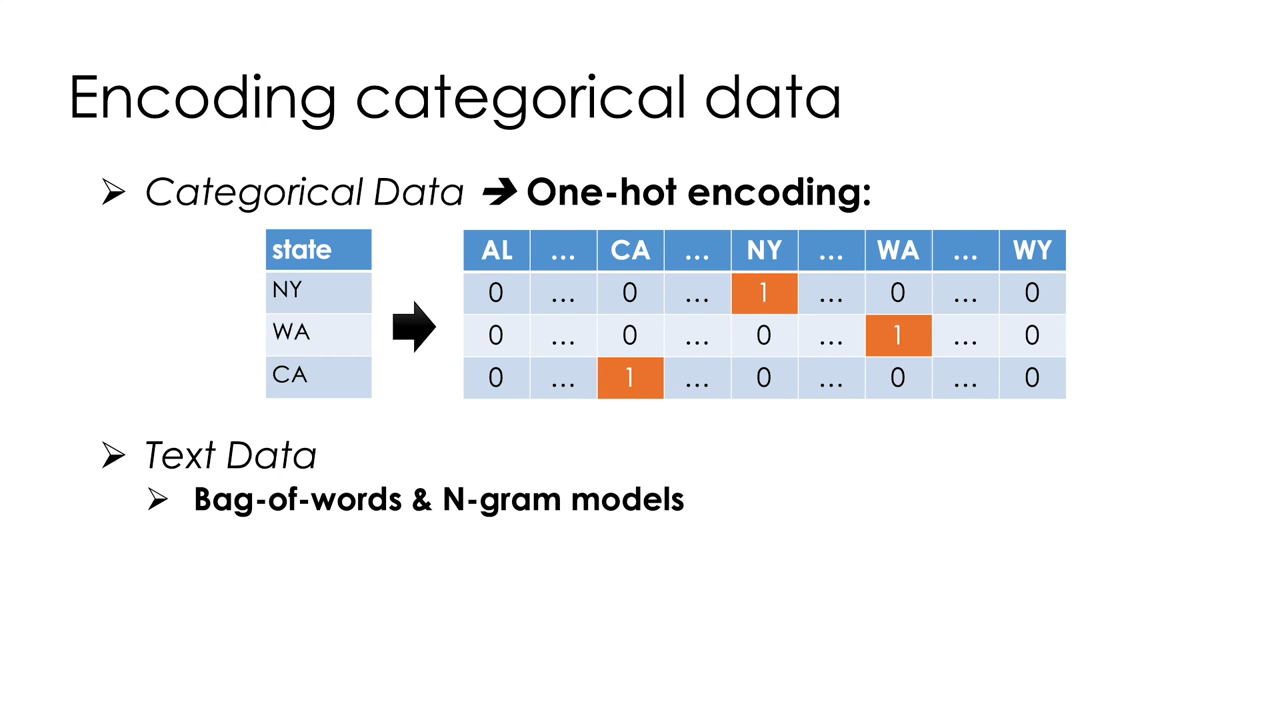 Encoding categorical data
➢ Categorical Data ➔ One-hot encoding:
state
NY
WA
CA
AL … CA … NY … WA … WY
0 … 0 … 1 … 0 … 0
0 … 0 … 0 … 1 … 0
0 … 1 … 0 … 0 … 0
➢ Text Data
➢ Bag-of-words & N-gram models